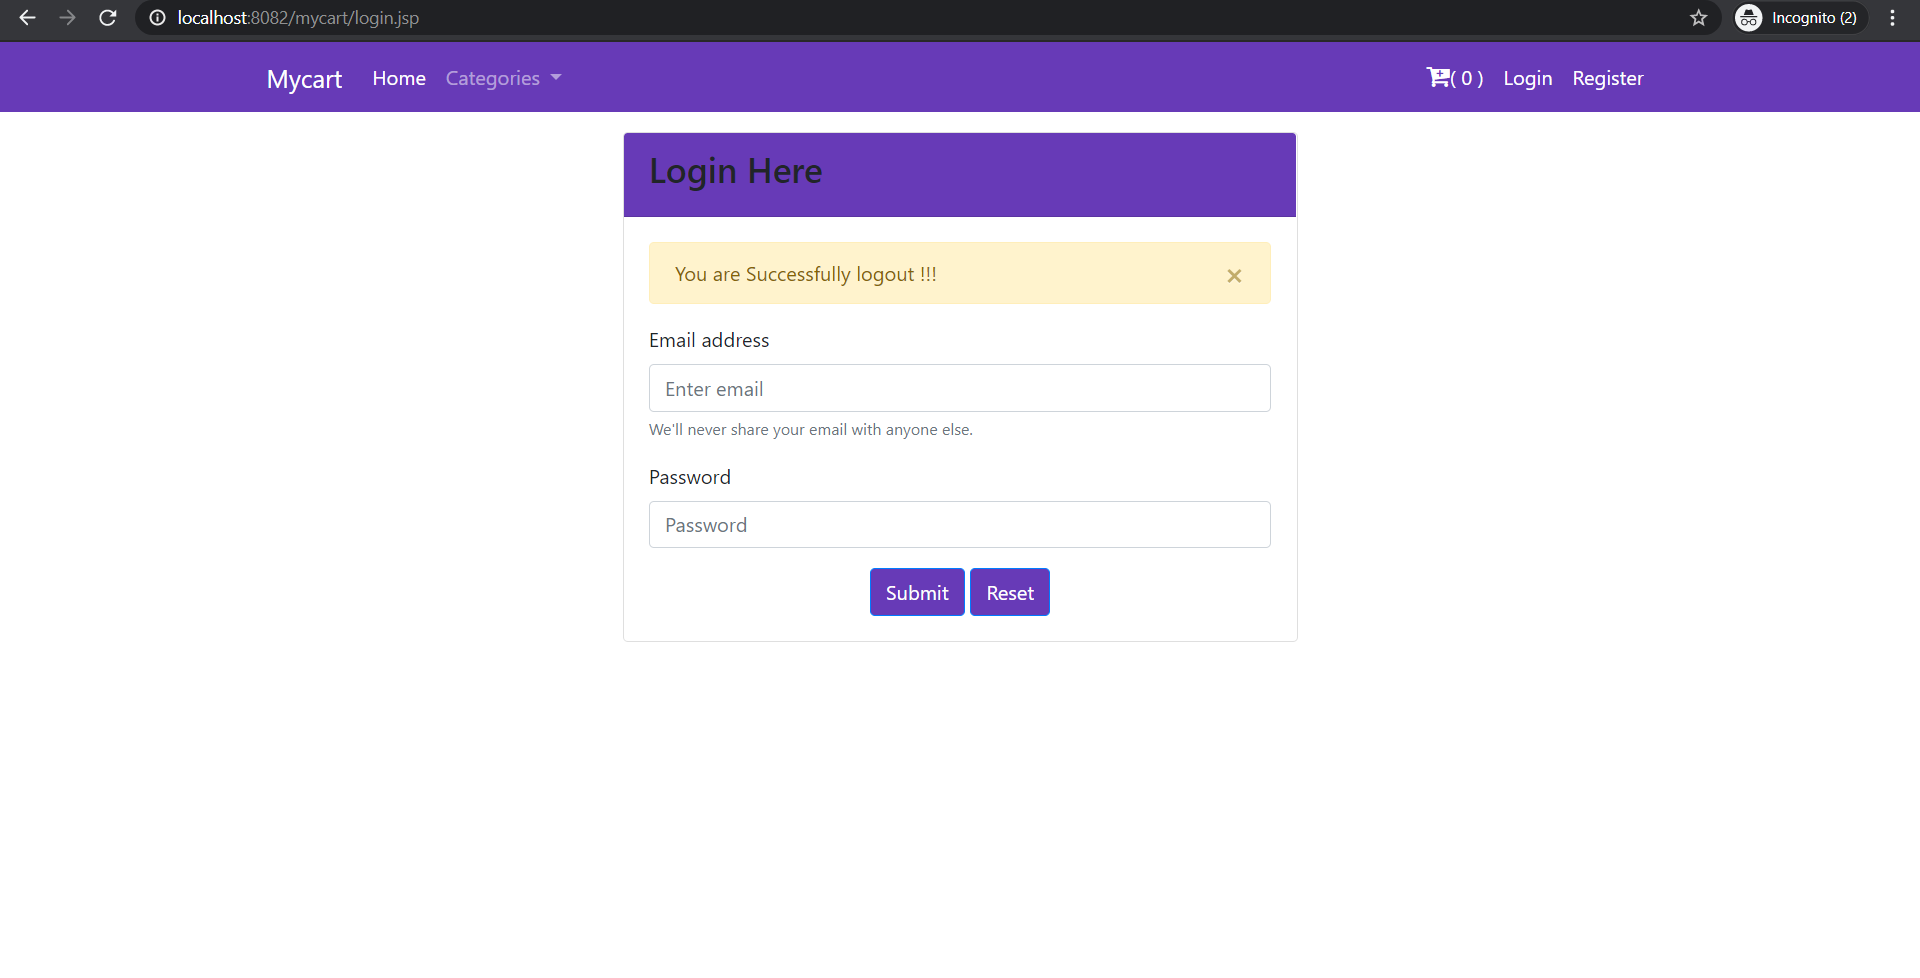 localhost:8082/mycart/login.jsp Incognito (2)
Mycart Home Categories ( 0 ) Login Register
Login Here
You are Successfully logout !!! ×
Email address
Enter email
We'll never share your email with anyone else.
Password
Password
Submit Reset